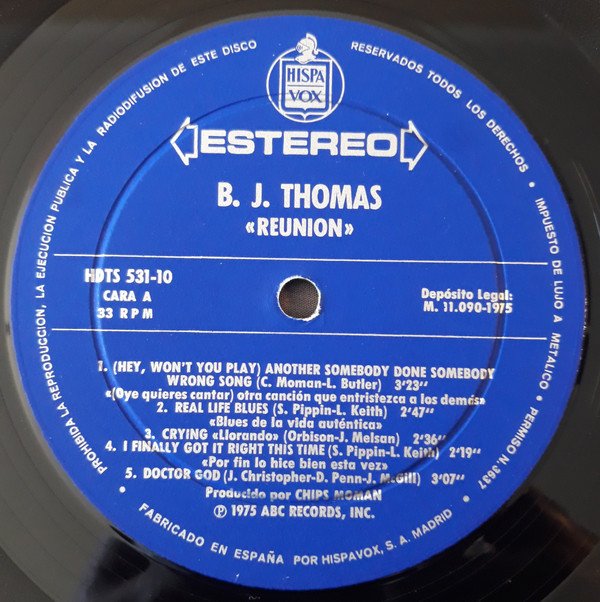 HISPA
VOX
ESTEREO
B. J. THOMAS
«REUNION»
HDTS 531-10
CARA A
33 RPM
Depósito Legal:
M. 11.090-1975
1. (HEY, WON'T YOU PLAY) ANOTHER SOMEBODY DONE SOMEBODY
WRONG SONG (C. Moman-L. Butler) 3'23''
«(Oye quieres cantar) otra canción que entristezca a los demás»
2. REAL LIFE BLUES (S. Pippin-L. Keith) 2'47''
«Blues de la vida auténtica»
3. CRYING «Llorando» (Orbison-J. Melsan) 2'36''
4. I FINALLY GOT IT RIGHT THIS TIME (S. Pippin-L. Keith) 2'19''
«Por fin lo hice bien esta vez»
5. DOCTOR GOD (J. Christopher-D. Penn-J. McGill) 3'07''
Producido por CHIPS MOMAN
Ⓟ 1975 ABC RECORDS, INC.
PROHIBIDA LA REPRODUCCION, LA EJECUCION PUBLICA Y LA RADIODIFUSION DE ESTE DISCO
RESERVADOS TODOS LOS DERECHOS • IMPUESTO DE LUJO A METALICO • PERMISO N. 3637
• FABRICADO EN ESPAÑA POR HISPAVOX, S. A. MADRID •